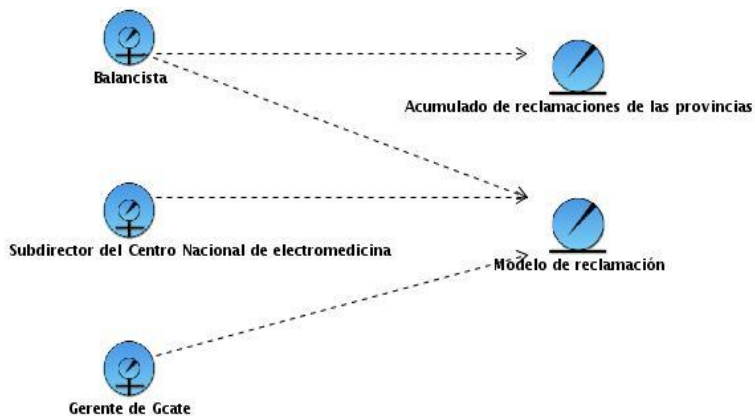 Balancista
Acumulado de reclamaciones de las provincias
Subdirector del Centro Nacional de electromedicina
Modelo de reclamación
Gerente de Gcate